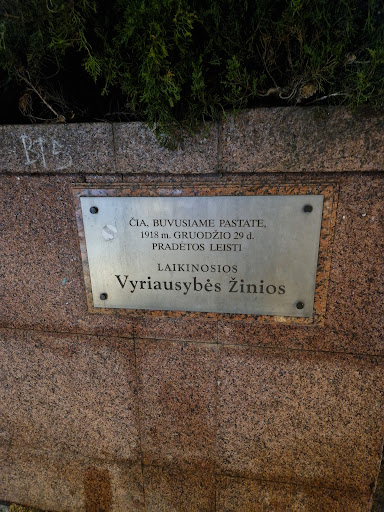 ČIA, BUVUSIAME PASTATE,
1918 m. GRUODŽIO 29 d.
PRADĖTOS LEISTI
LAIKINOSIOS
Vyriausybės Žinios